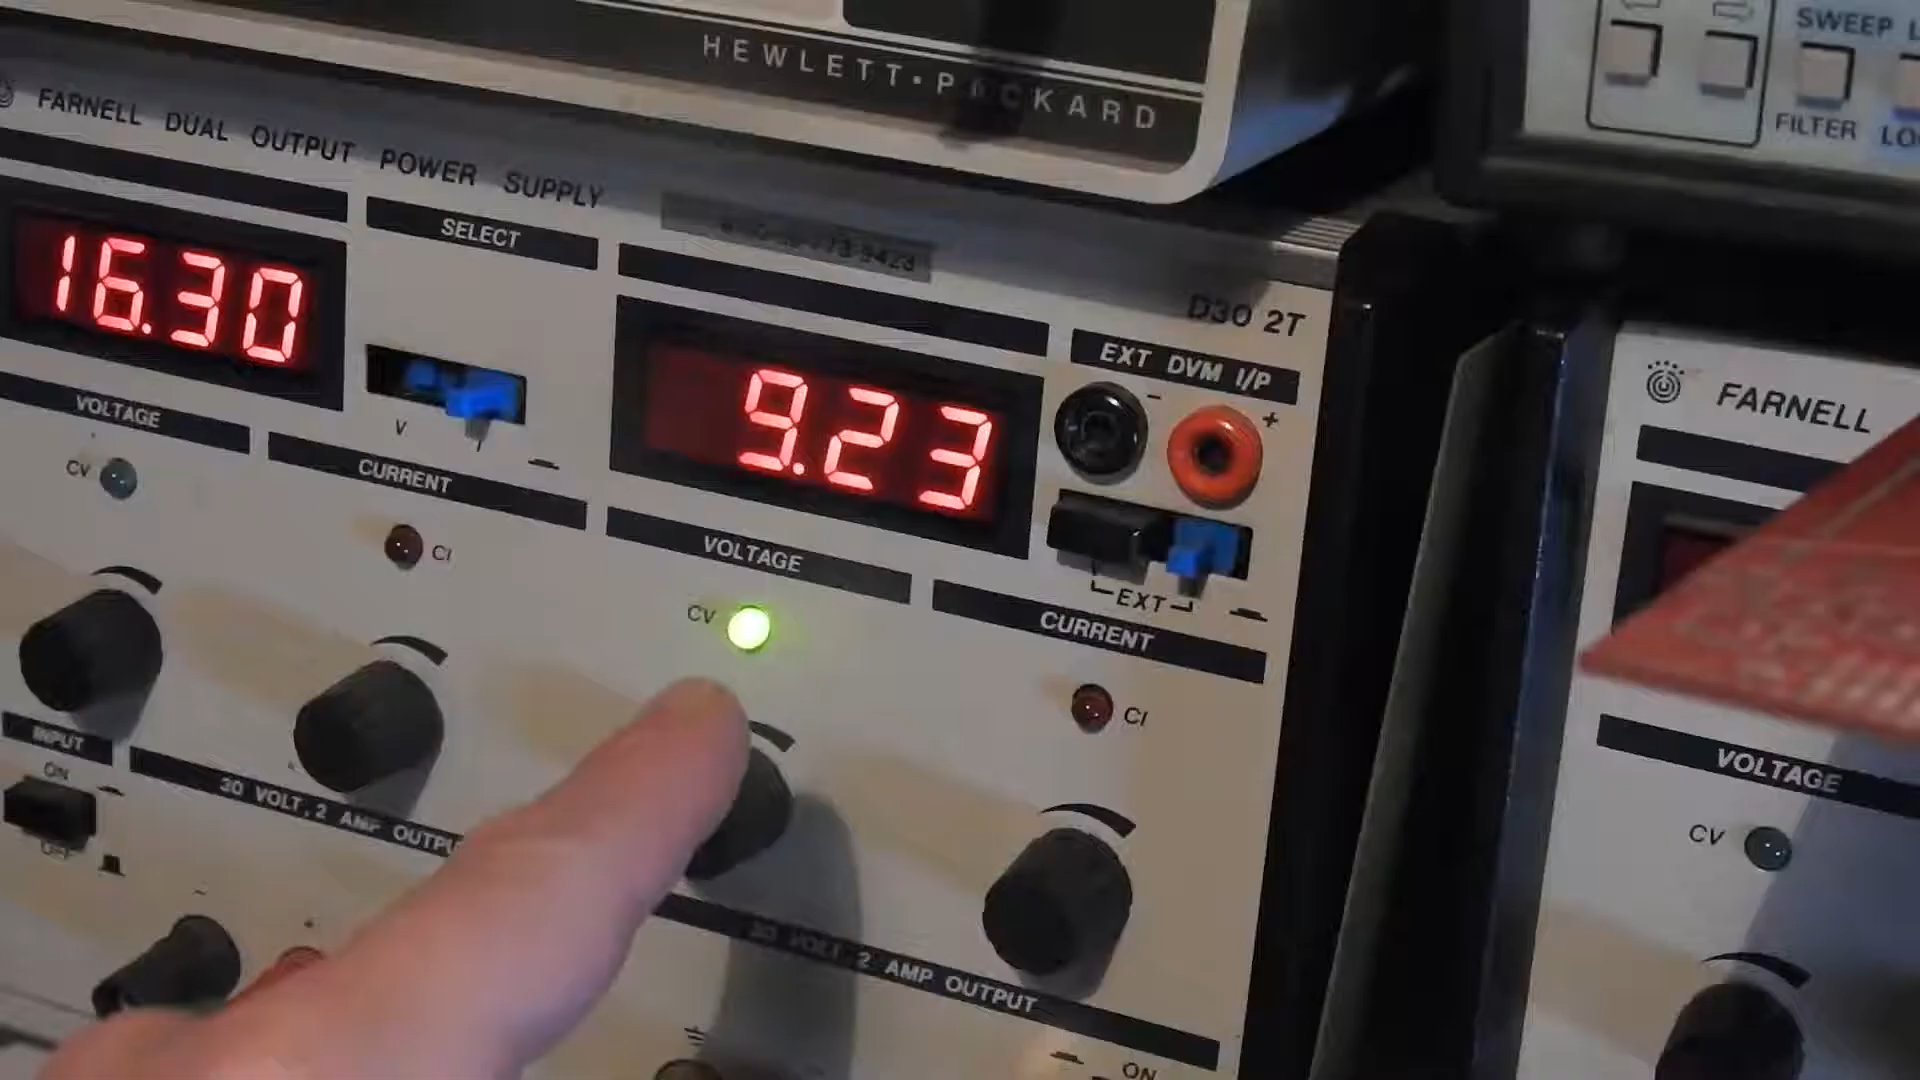 HEWLETT•PACKARD
SWEEP
FILTER
FARNELL DUAL OUTPUT POWER SUPPLY
SELECT
D30 2T
16.30
9.23
EXT DVM I/P
- +
V I
EXT
VOLTAGE
CV
CURRENT
CI
VOLTAGE
CV
CURRENT
CI
INPUT
ON
OFF
30 VOLT, 2 AMP OUTPU
30 VOLT 2 AMP OUTPUT
- +
ON
FARNELL
VOLTAGE
CV